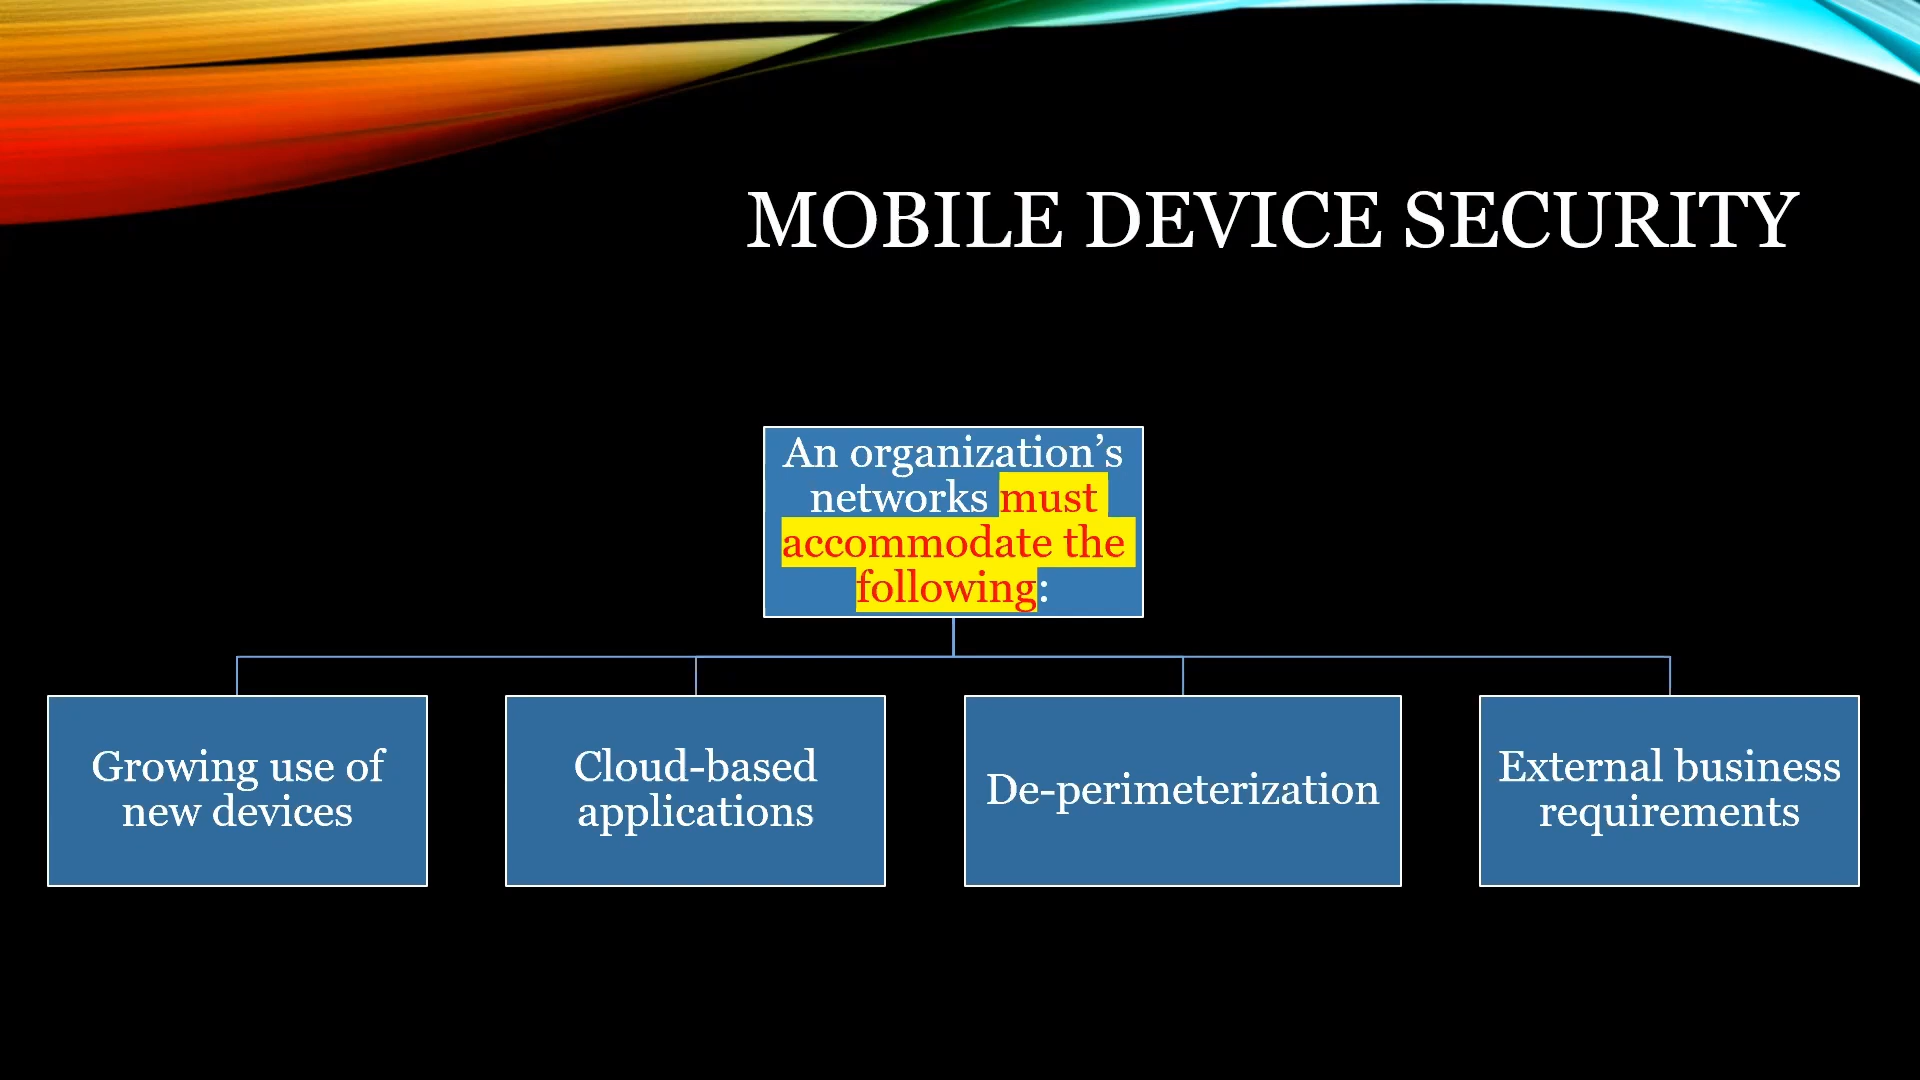 MOBILE DEVICE SECURITY
An organization’s
networks must
accommodate the
following:
Growing use of
new devices
Cloud-based
applications
De-perimeterization
External business
requirements